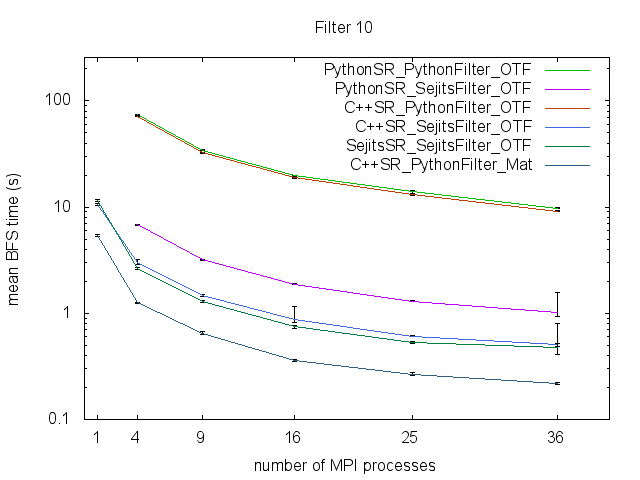 Filter 10
PythonSR_PythonFilter_OTF
PythonSR_SejitsFilter_OTF
C++SR_PythonFilter_OTF
C++SR_SejitsFilter_OTF
SejitsSR_SejitsFilter_OTF
C++SR_PythonFilter_Mat
100
10
1
0.1
mean BFS time (s)
1 4 9 16 25 36
number of MPI processes